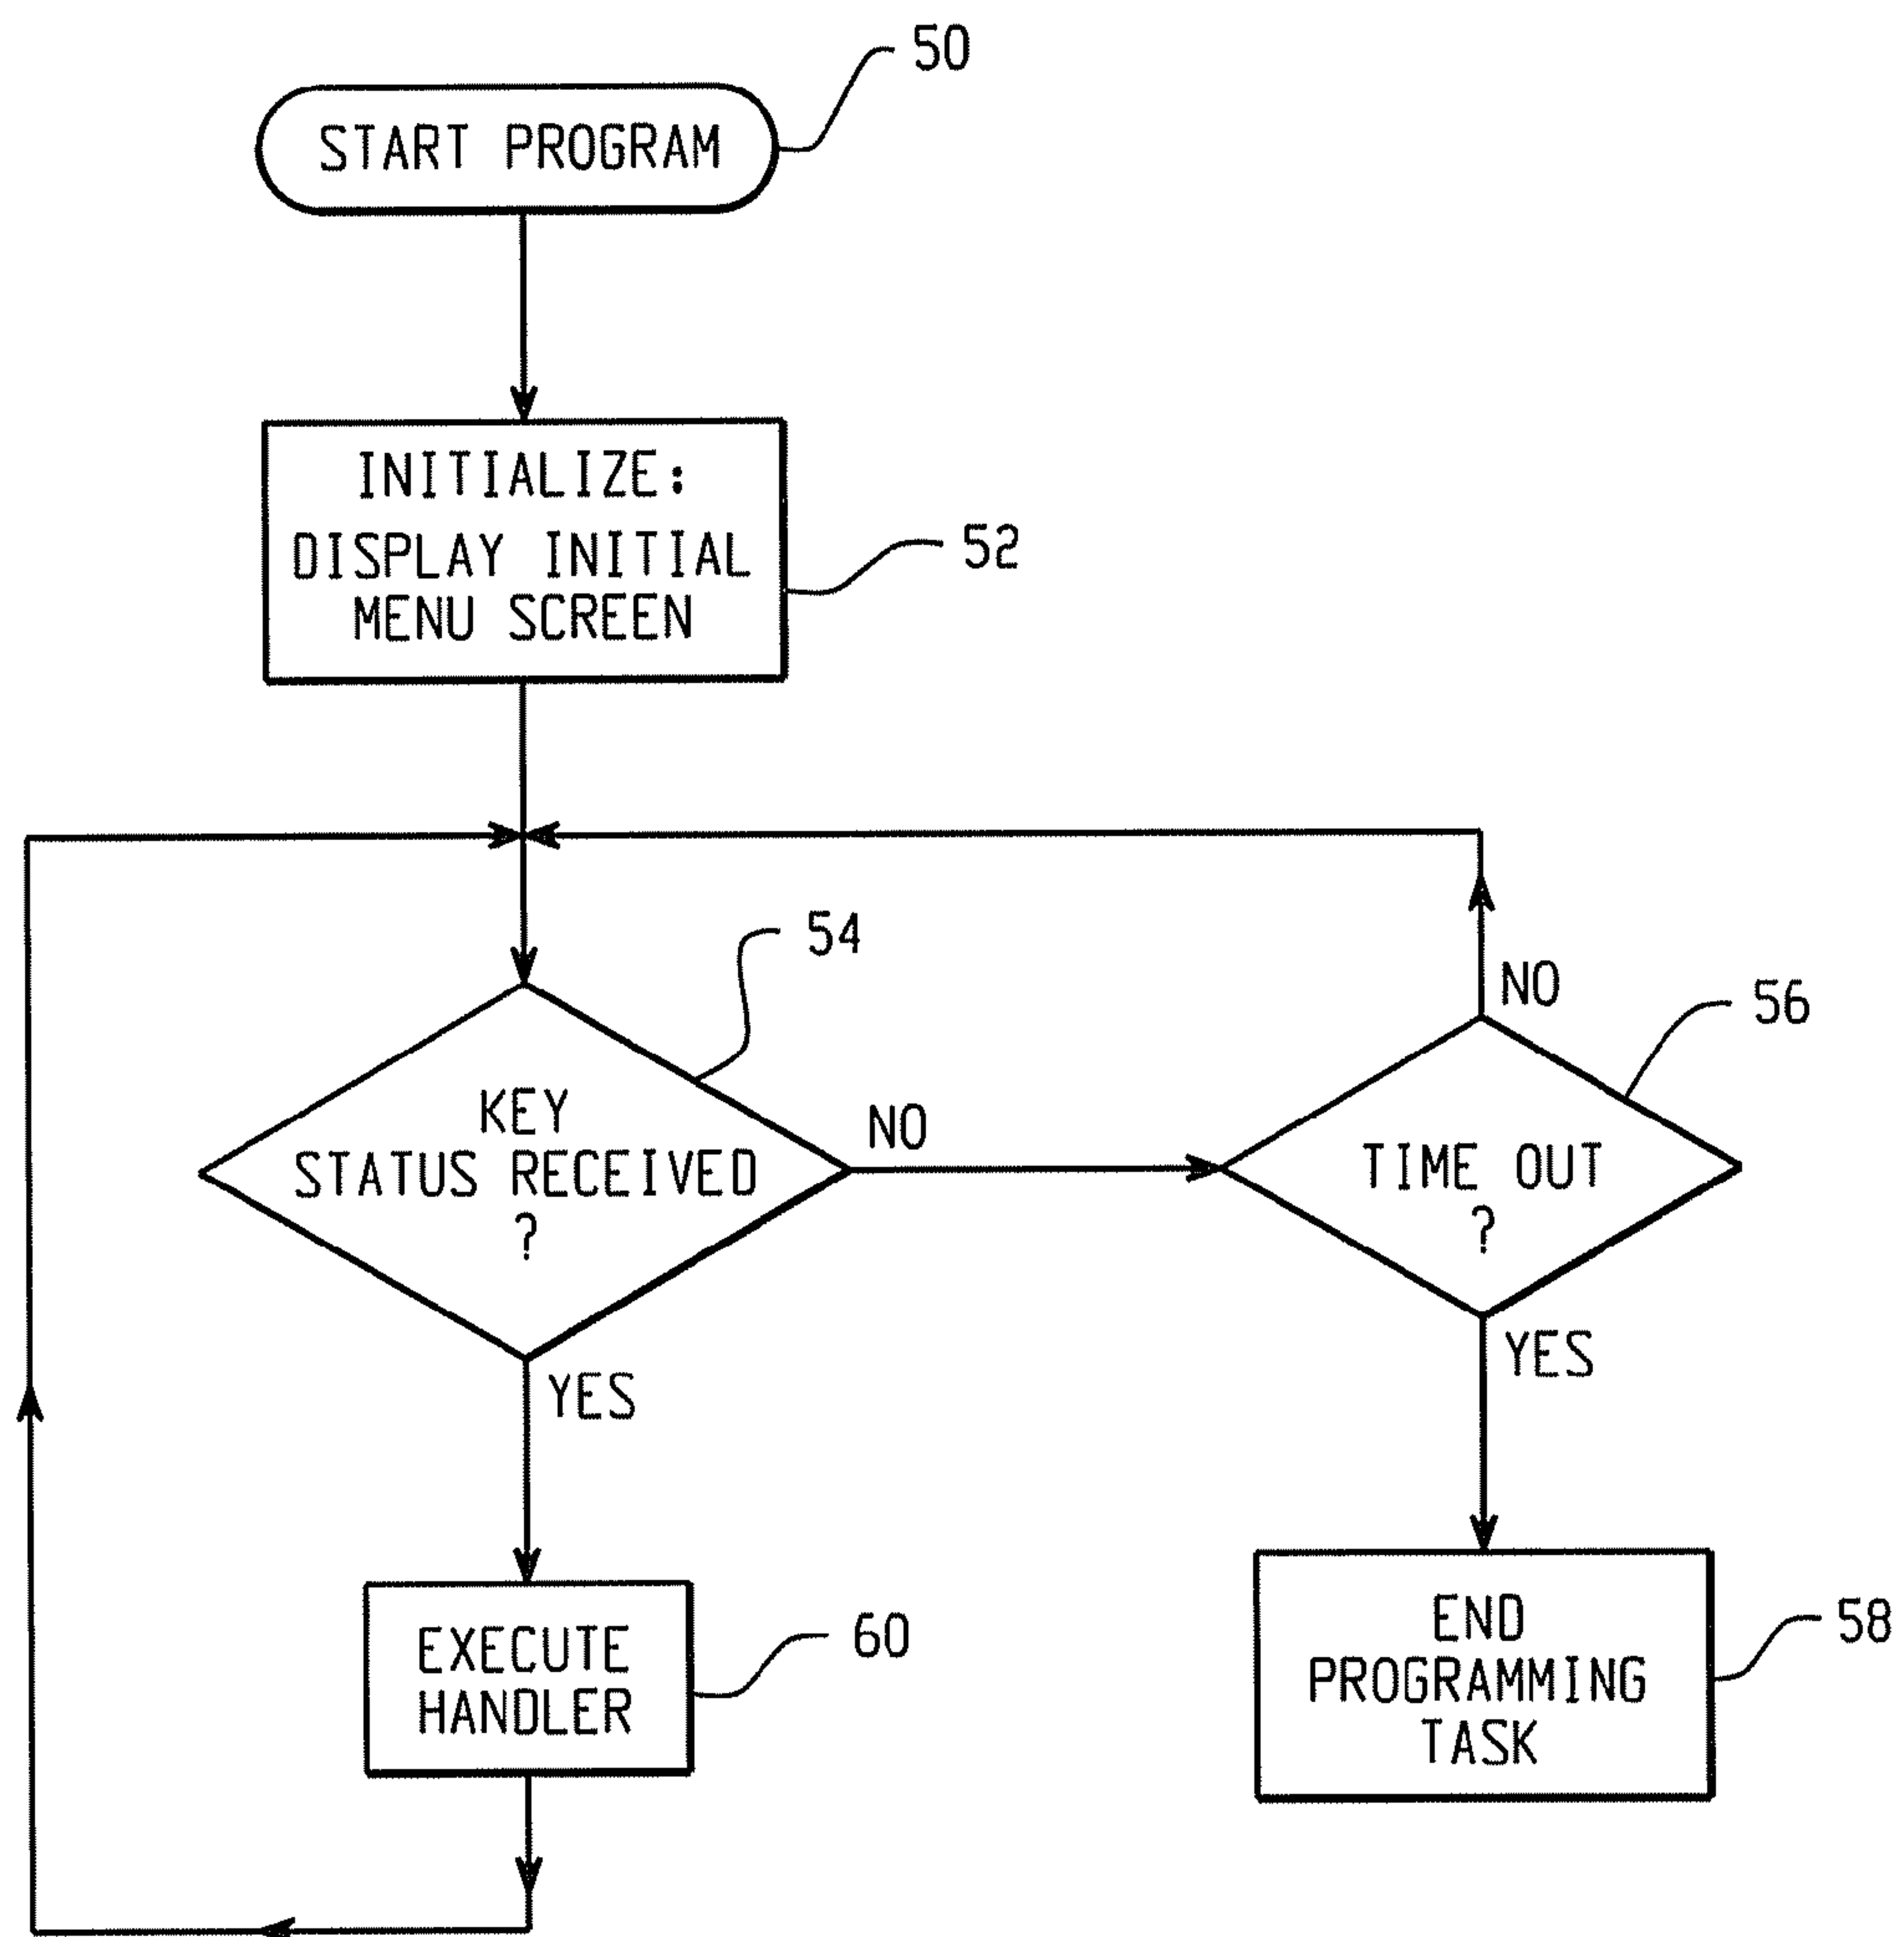 50
START PROGRAM
INITIALIZE:
DISPLAY INITIAL
MENU SCREEN
52
54
KEY
STATUS RECEIVED
?
NO
YES
NO
56
TIME OUT
?
YES
EXECUTE
HANDLER
60
END
PROGRAMMING
TASK
58